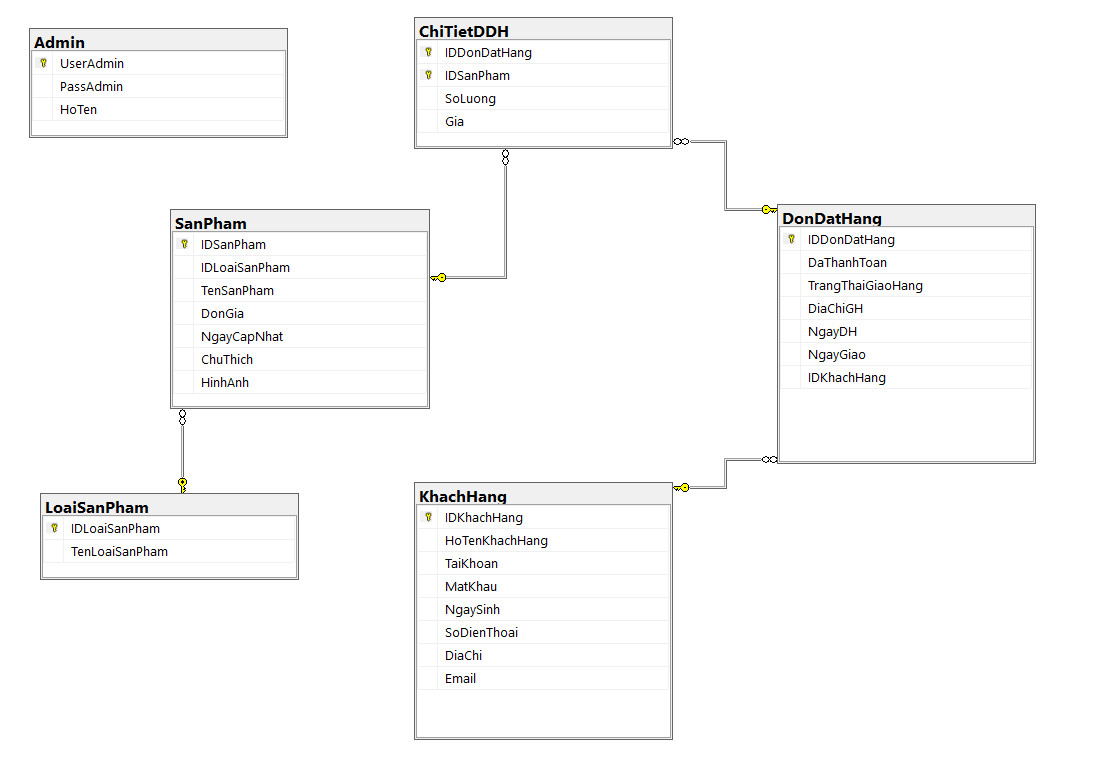 Admin
UserAdmin
PassAdmin
HoTen
ChiTietDDH
IDDonDatHang
IDSanPham
SoLuong
Gia
SanPham
IDSanPham
IDLoaiSanPham
TenSanPham
DonGia
NgayCapNhat
ChuThich
HinhAnh
DonDatHang
IDDonDatHang
DaThanhToan
TrangThaiGiaoHang
DiaChiGH
NgayDH
NgayGiao
IDKhachHang
LoaiSanPham
IDLoaiSanPham
TenLoaiSanPham
KhachHang
IDKhachHang
HoTenKhachHang
TaiKhoan
MatKhau
NgaySinh
SoDienThoai
DiaChi
Email